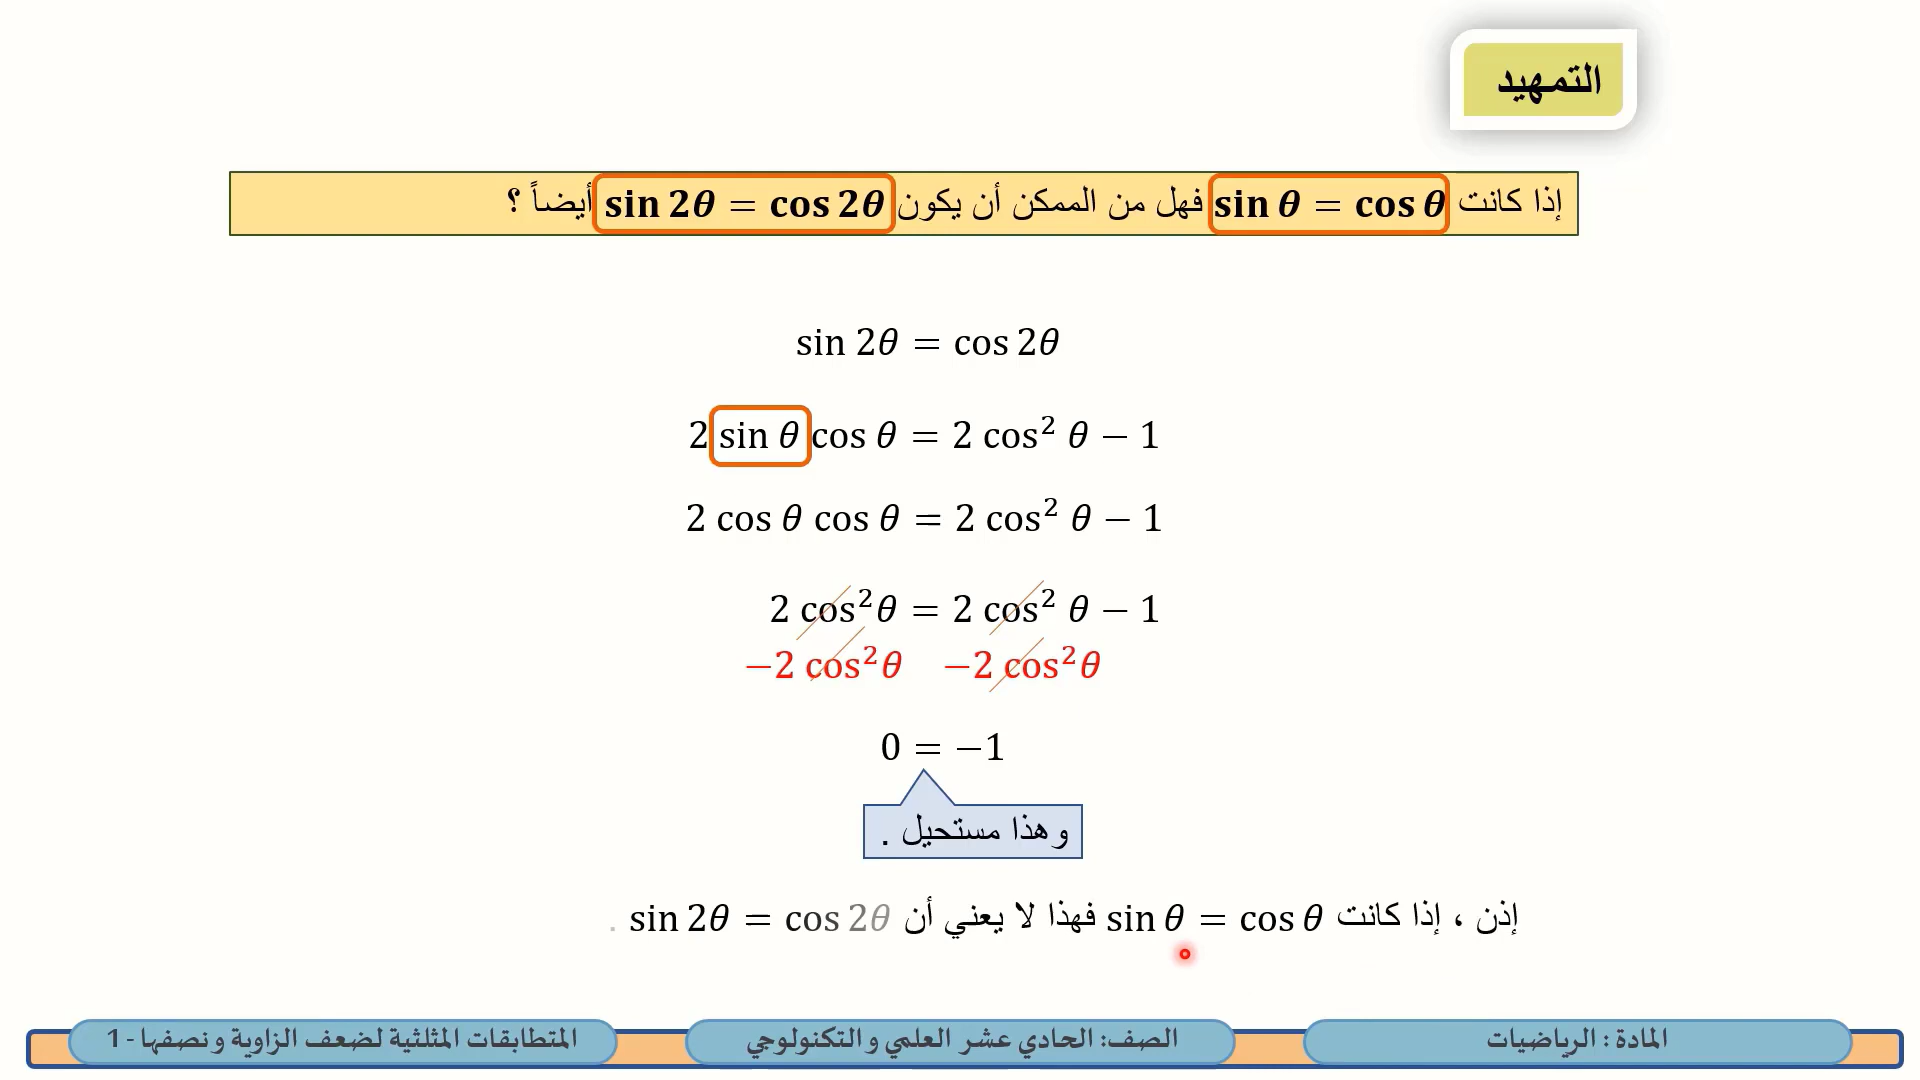 التمهيد
إذا كانت sin θ = cos θ فهل من الممكن أن يكون sin 2θ = cos 2θ أيضاً ؟
sin 2θ = cos 2θ
2 sin θ cos θ = 2 cos² θ − 1
2 cos θ cos θ = 2 cos² θ − 1
2 cos²θ = 2 cos² θ − 1
−2 cos²θ −2 cos²θ
0 = −1
وهذا مستحيل .
إذن ، إذا كانت sin θ = cos θ فهذا لا يعني أن sin 2θ = cos 2θ .
المادة : الرياضيات
الصف: الحادي عشر العلمي والتكنولوجي
المتطابقات المثلثية لضعف الزاوية ونصفها - 1